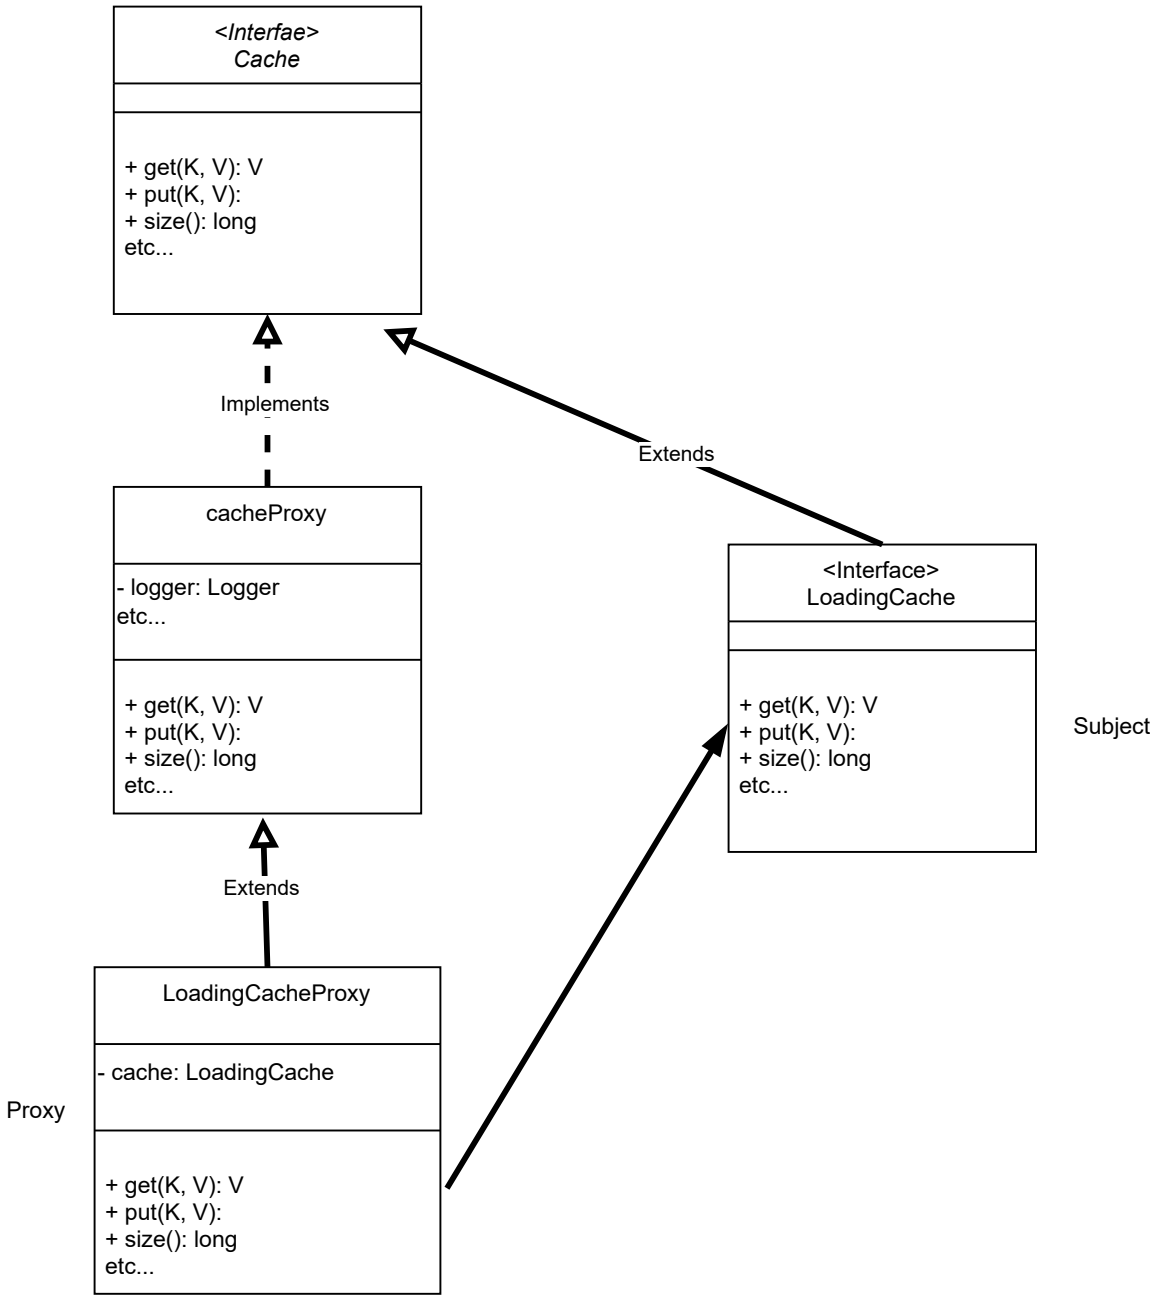 <Interfae>
Cache
+ get(K, V): V
+ put(K, V):
+ size(): long
etc...
Implements
Extends
cacheProxy
- logger: Logger
etc...
+ get(K, V): V
+ put(K, V):
+ size(): long
etc...
<Interface>
LoadingCache
+ get(K, V): V
+ put(K, V):
+ size(): long
etc...
Subject
Extends
LoadingCacheProxy
- cache: LoadingCache
Proxy
+ get(K, V): V
+ put(K, V):
+ size(): long
etc...